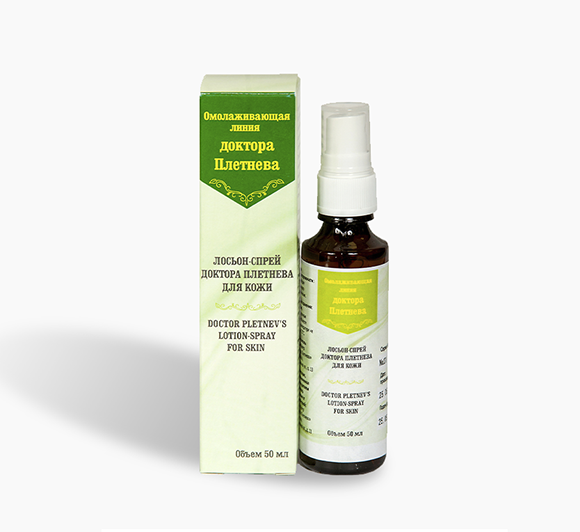 Омолаживающая
линия
доктора
Плетнева
ЛОСЬОН-СПРЕЙ
ДОКТОРА ПЛЕТНЕВА
ДЛЯ КОЖИ
DOCTOR PLETNEV'S
LOTION-SPRAY
FOR SKIN
Объем 50 мл
Омолаживающая
линия
доктора
Плетнева
ЛОСЬОН-СПРЕЙ
ДОКТОРА ПЛЕТНЕВА
ДЛЯ КОЖИ
DOCTOR PLETNEV'S
LOTION-SPRAY
FOR SKIN
Объем 50 мл